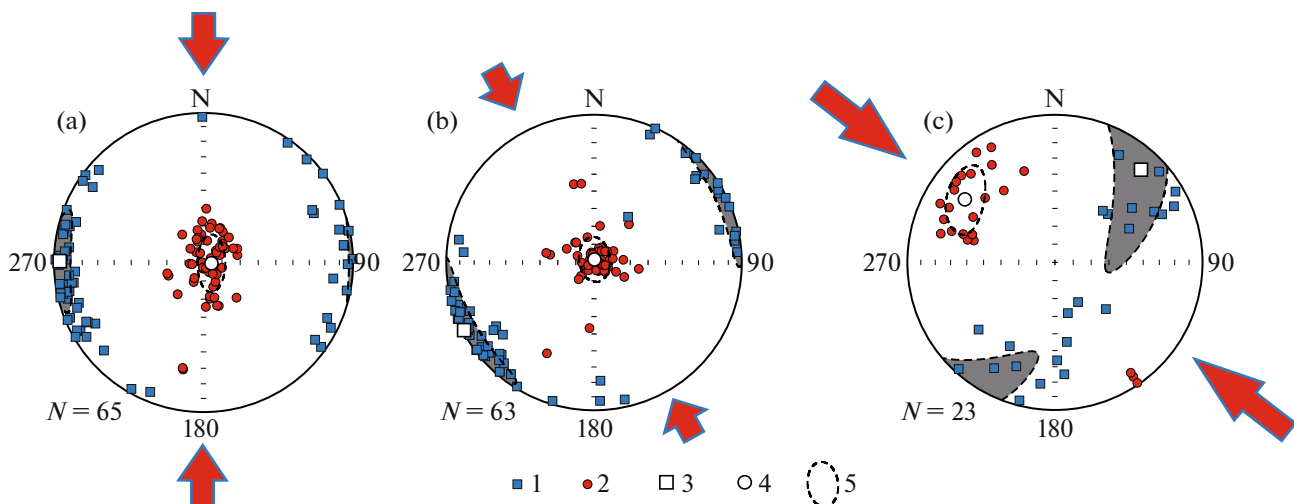 N N N
(a) (b) (c)
270 90 270 90 270 90
N = 65 N = 63 N = 23
180 180 180
1 2 3 4 5